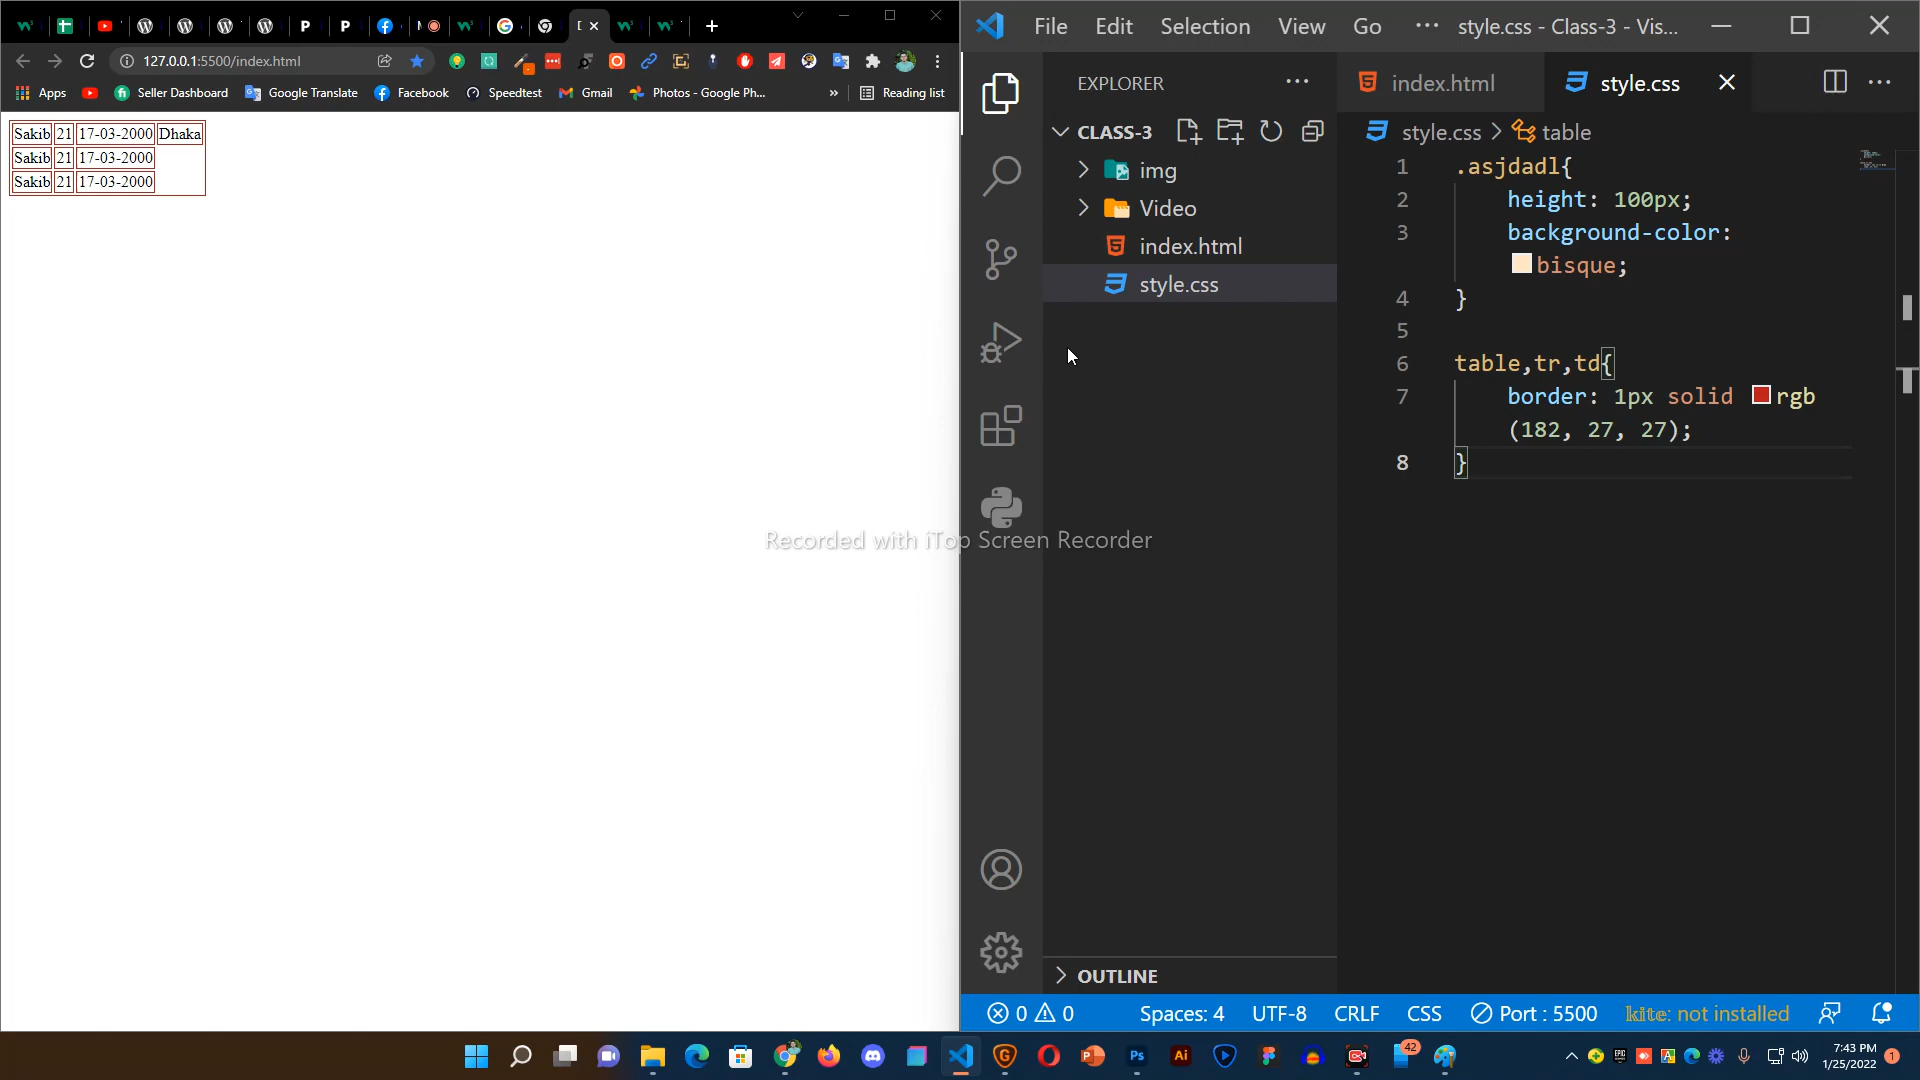 127.0.0.1:5500/index.html
Apps
Seller Dashboard
Google Translate
Facebook
Speedtest
Gmail
Photos - Google Ph...
»
Reading list
Sakib 21 17-03-2000 Dhaka
Sakib 21 17-03-2000
Sakib 21 17-03-2000
File Edit Selection View Go ··· style.css - Class-3 - Vis...
EXPLORER ···
index.html
style.css
CLASS-3
img
Video
index.html
style.css
style.css > table
1 .asjdadl{
2 height: 100px;
3 background-color:
bisque;
4 }
5
6 table,tr,td{
7 border: 1px solid rgb
(182, 27, 27);
8 }
Recorded with iTop Screen Recorder
OUTLINE
0 0 Spaces: 4 UTF-8 CRLF CSS Port : 5500 kite: not installed
42
7:43 PM
1/25/2022
1